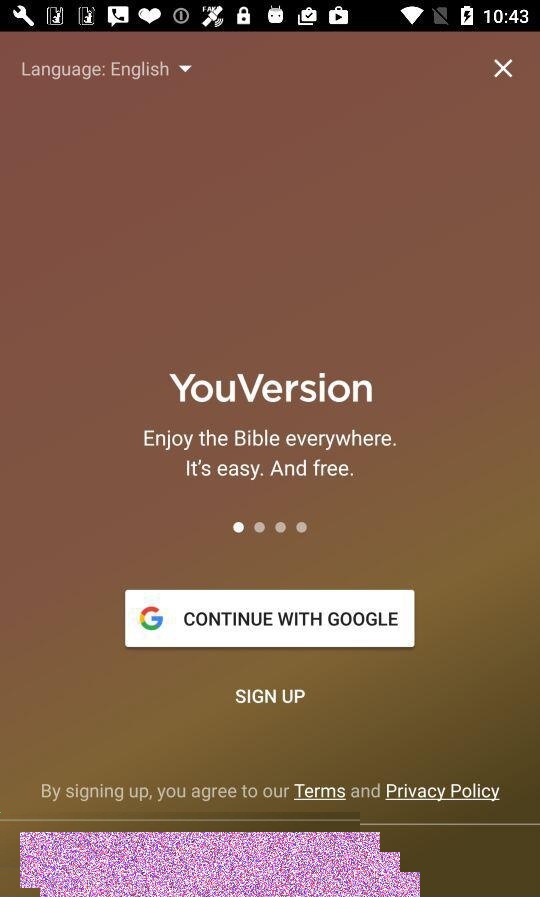 10:43
Language: English
YouVersion
Enjoy the Bible everywhere.
It's easy. And free.
CONTINUE WITH GOOGLE
SIGN UP
By signing up, you agree to our Terms and Privacy Policy